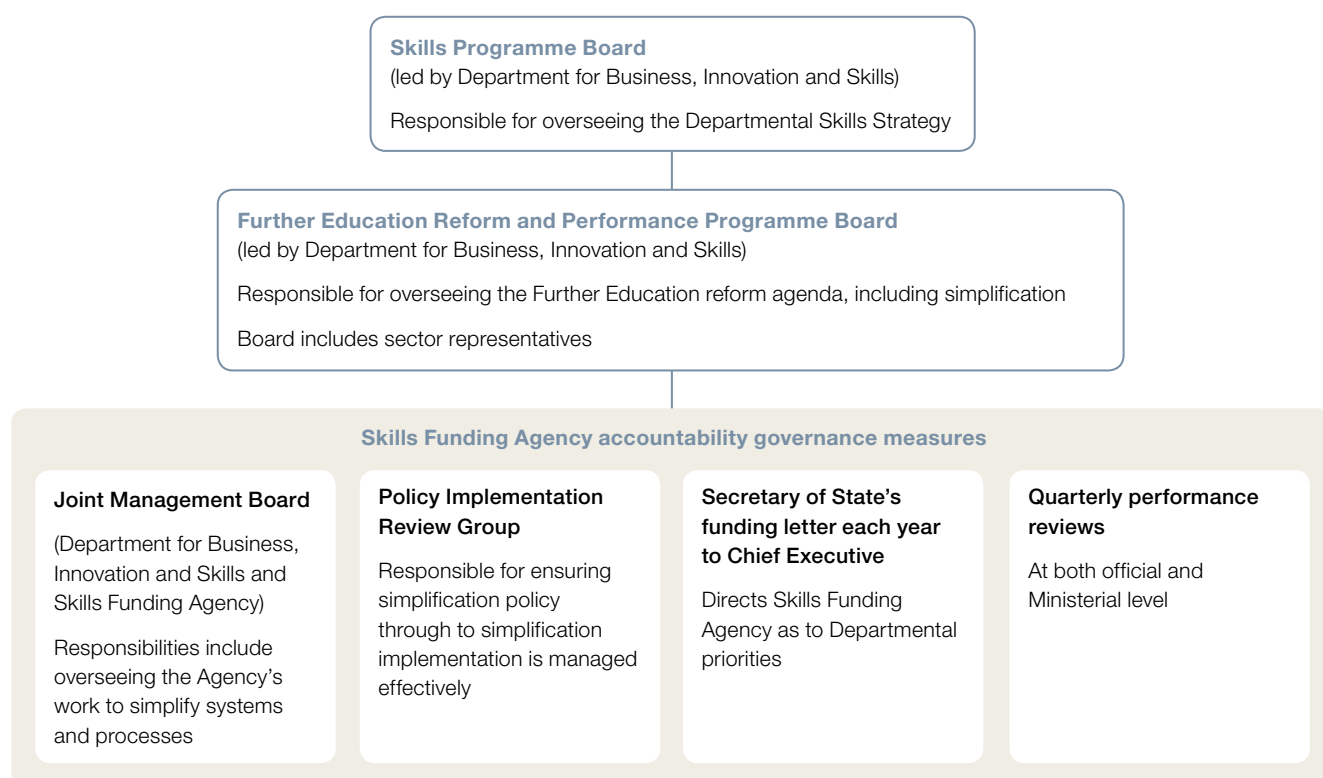 Skills Programme Board
(led by Department for Business, Innovation and Skills)
Responsible for overseeing the Departmental Skills Strategy
Further Education Reform and Performance Programme Board
(led by Department for Business, Innovation and Skills)
Responsible for overseeing the Further Education reform agenda, including simplification
Board includes sector representatives
Skills Funding Agency accountability governance measures
Joint Management Board
(Department for Business,
Innovation and Skills and
Skills Funding Agency)
Responsibilities include
overseeing the Agency’s
work to simplify systems
and processes
Policy Implementation
Review Group
Responsible for ensuring
simplification policy
through to simplification
implementation is managed
effectively
Secretary of State’s
funding letter each year
to Chief Executive
Directs Skills Funding
Agency as to Departmental
priorities
Quarterly performance
reviews
At both official and
Ministerial level